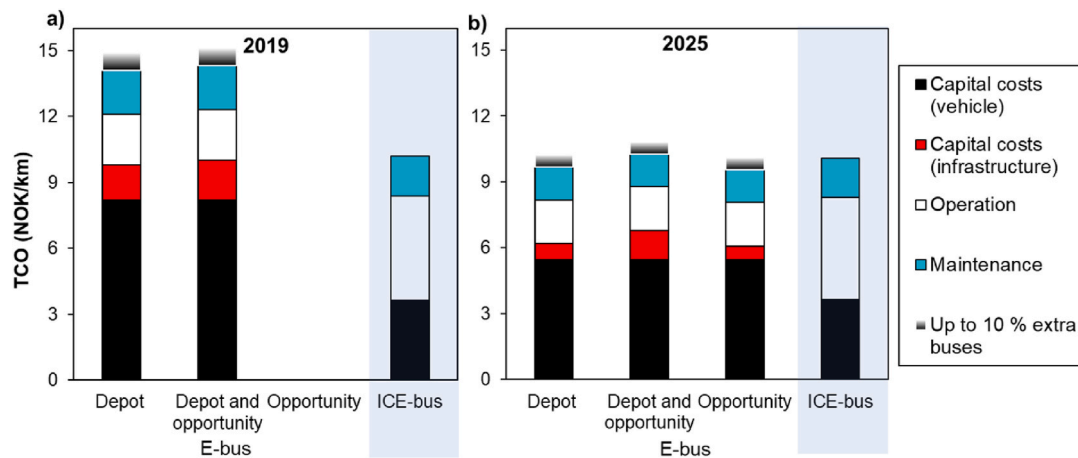 a)
2019
TCO (NOK/km)
15
12
9
6
3
0
Depot
Depot and
opportunity
Opportunity
ICE-bus
E-bus
b)
2025
15
12
9
6
3
0
Depot
Depot and
opportunity
Opportunity
ICE-bus
E-bus
Capital costs
(vehicle)
Capital costs
(infrastructure)
Operation
Maintenance
Up to 10 % extra
buses